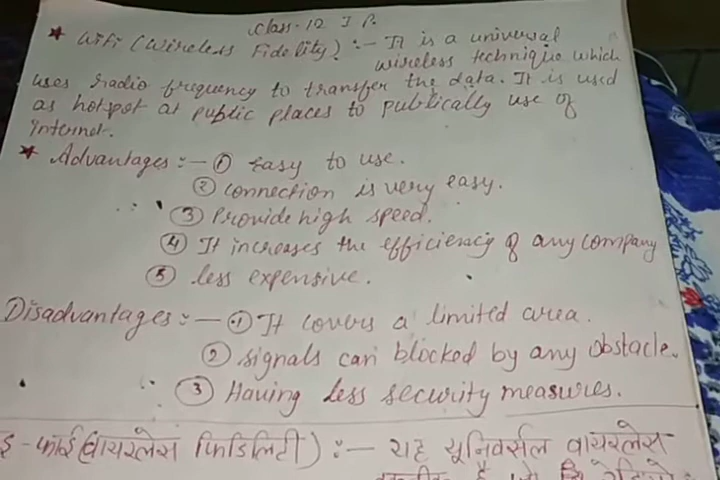 Class-12 I.P.
★ WiFi (Wireless Fidelity) :- It is a universal
wireless technique which
uses radio frequency to transfer the data. It is used
as hotspot at public places to publically use of
internet.
★ Advantages :- ① Easy to use.
② Connection is very easy.
③ Provide high speed.
④ It increases the efficiency of any company
⑤ less expensive.
Disadvantages :- ① It covers a limited area.
② signals can blocked by any obstacle.
③ Having less security measures.
इ-फाई (वायरलेस फिडिलिटी) :- यह यूनिवर्सल वायरलेस